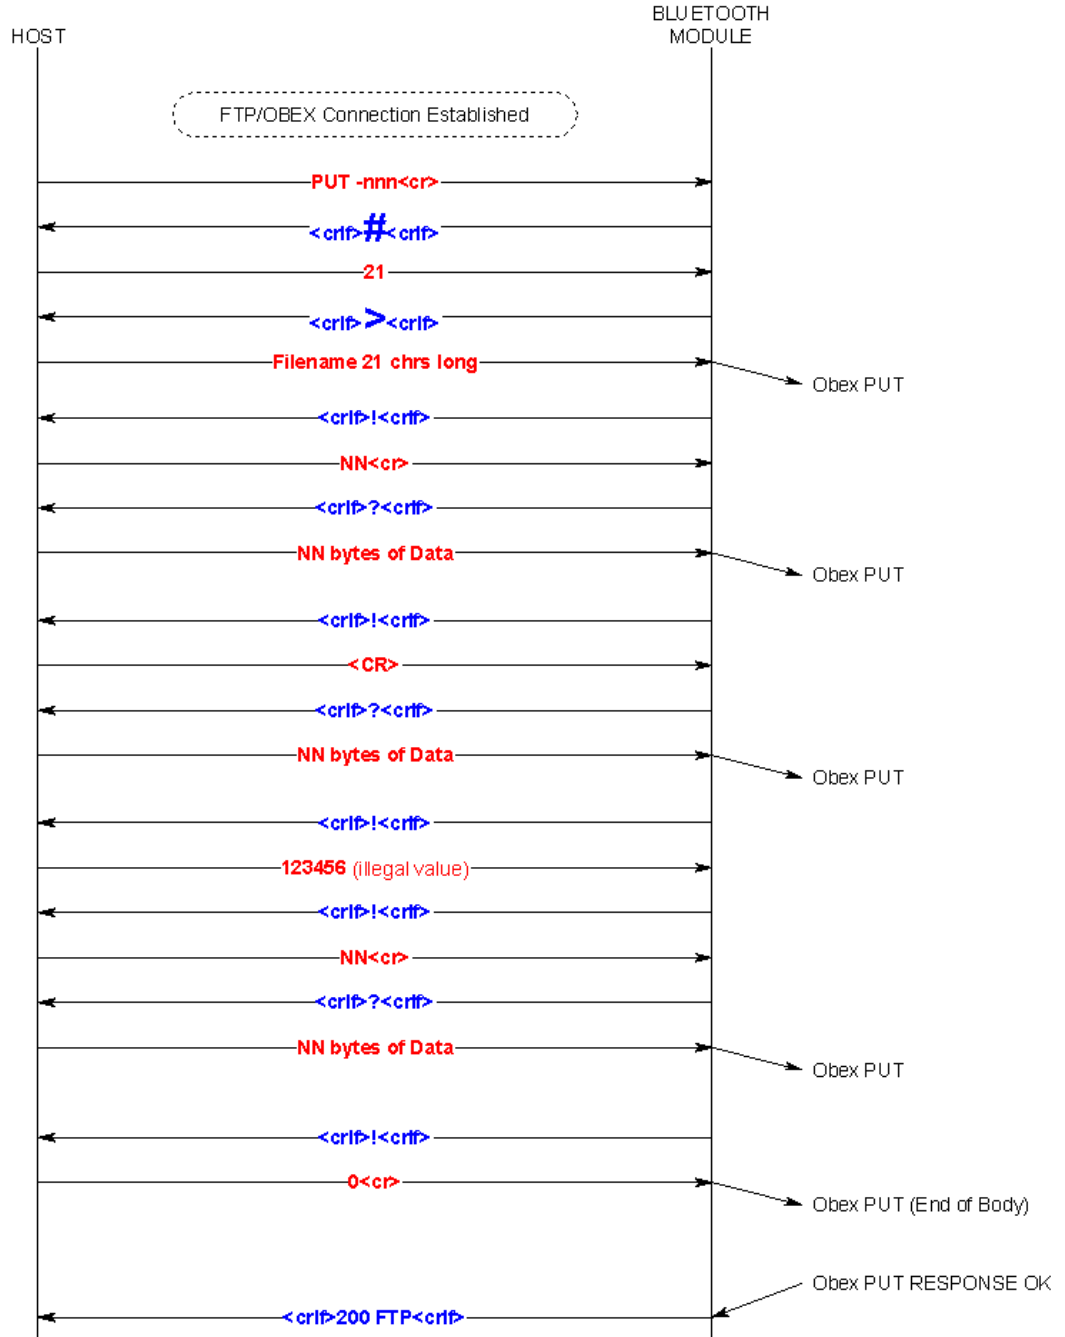 HOST
BLUETOOTH
MODULE
FTP/OBEX Connection Established
PUT -nnn<cr>
<crlf>#<crlf>
21
<crlf>><crlf>
Filename 21 chrs long
Obex PUT
<crlf>!<crlf>
NN<cr>
<crlf>?<crlf>
NN bytes of Data
Obex PUT
<crlf>!<crlf>
<CR>
<crlf>?<crlf>
NN bytes of Data
Obex PUT
<crlf>!<crlf>
123456 (illegal value)
<crlf>!<crlf>
NN<cr>
<crlf>?<crlf>
NN bytes of Data
Obex PUT
<crlf>!<crlf>
0<cr>
Obex PUT (End of Body)
Obex PUT RESPONSE OK
<crlf>200 FTP<crlf>